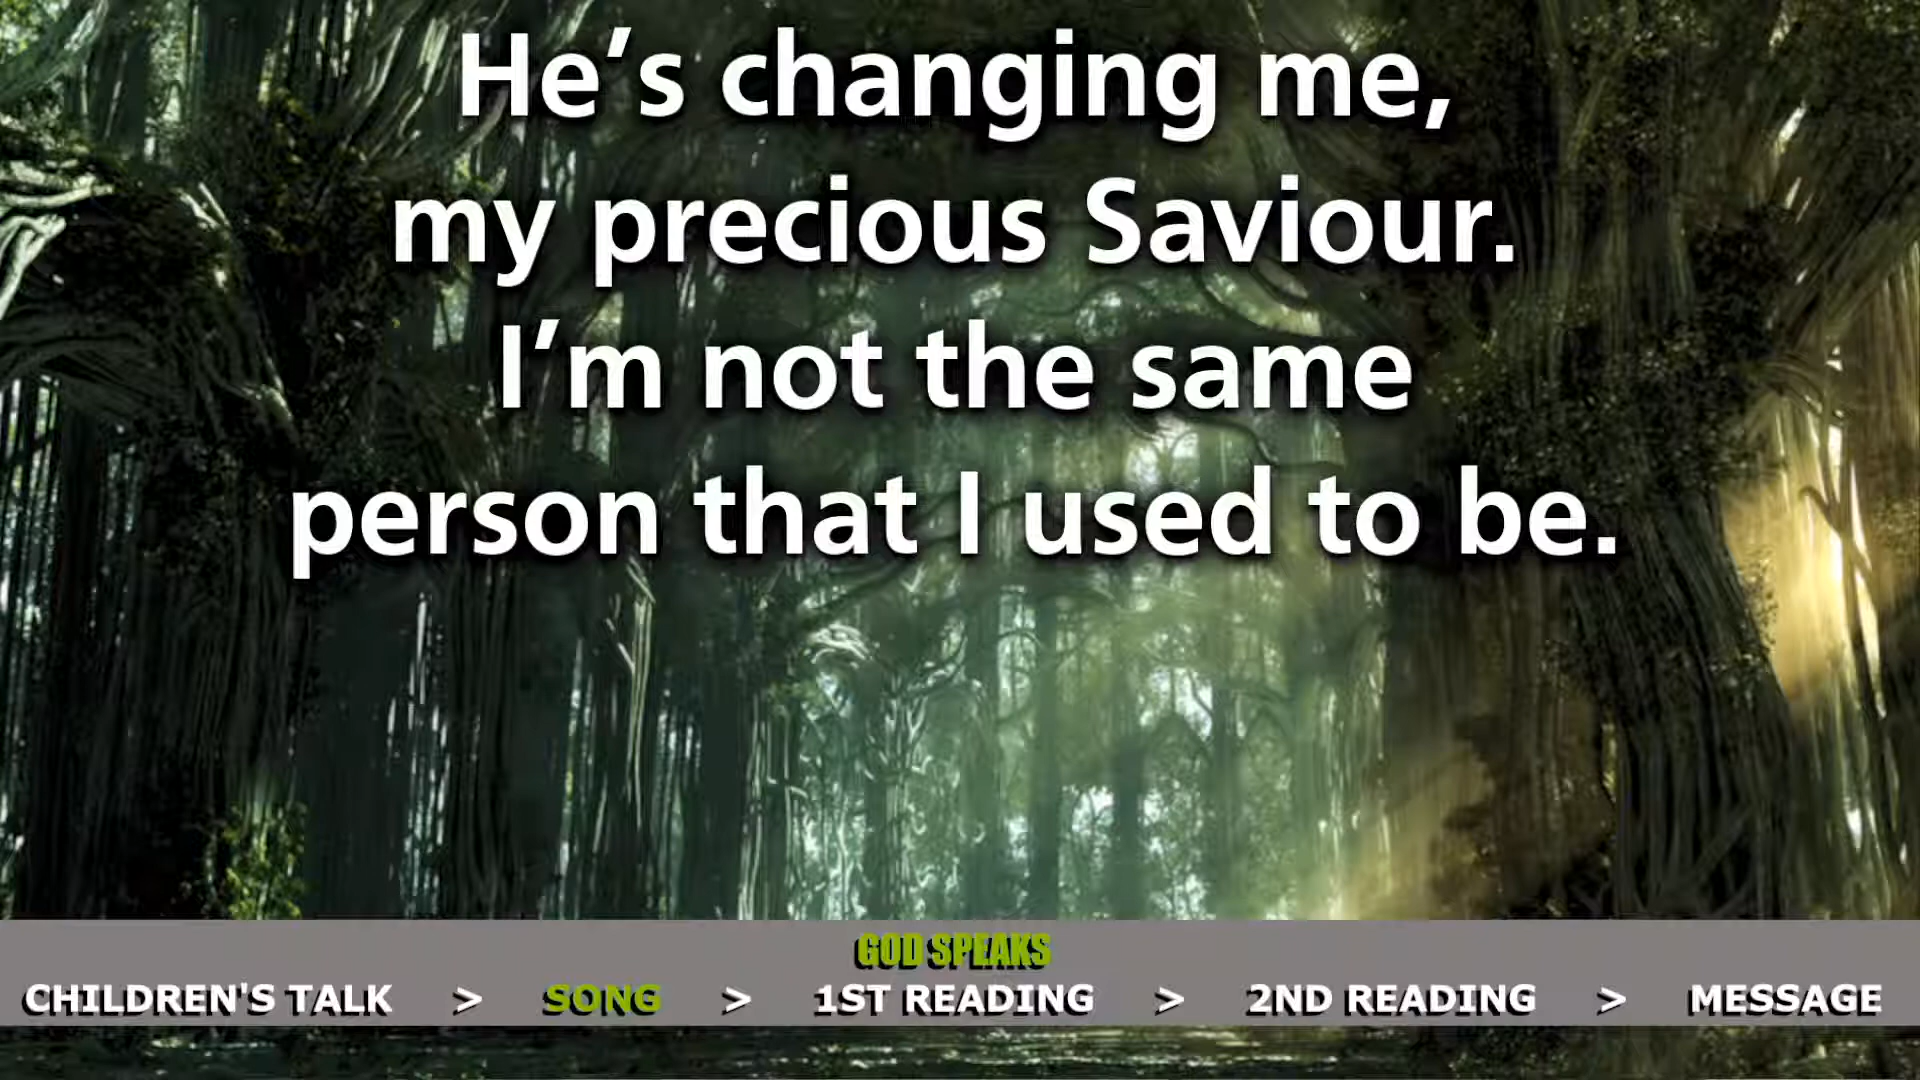 He’s changing me,
my precious Saviour.
I’m not the same
person that I used to be.
GOD SPEAKS
CHILDREN'S TALK > SONG > 1ST READING > 2ND READING > MESSAGE